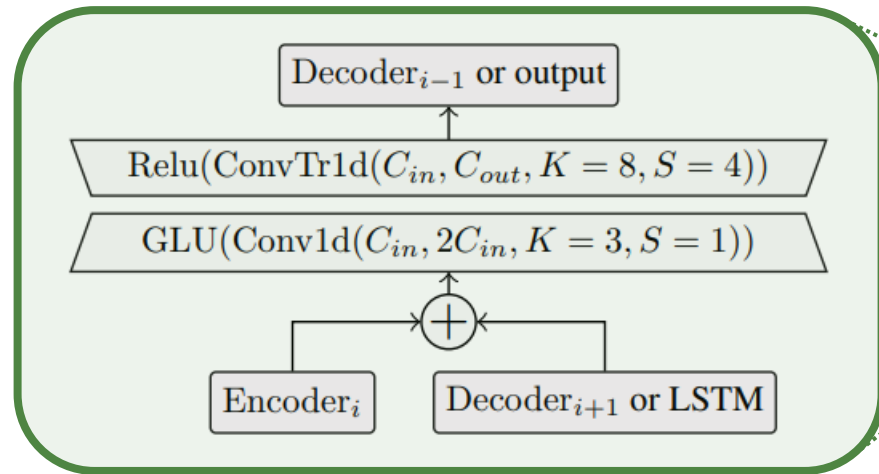 Decoder_{i−1} or output
Relu(ConvTr1d(C_{in}, C_{out}, K = 8, S = 4))
GLU(Conv1d(C_{in}, 2C_{in}, K = 3, S = 1))
+
Encoder_i Decoder_{i+1} or LSTM